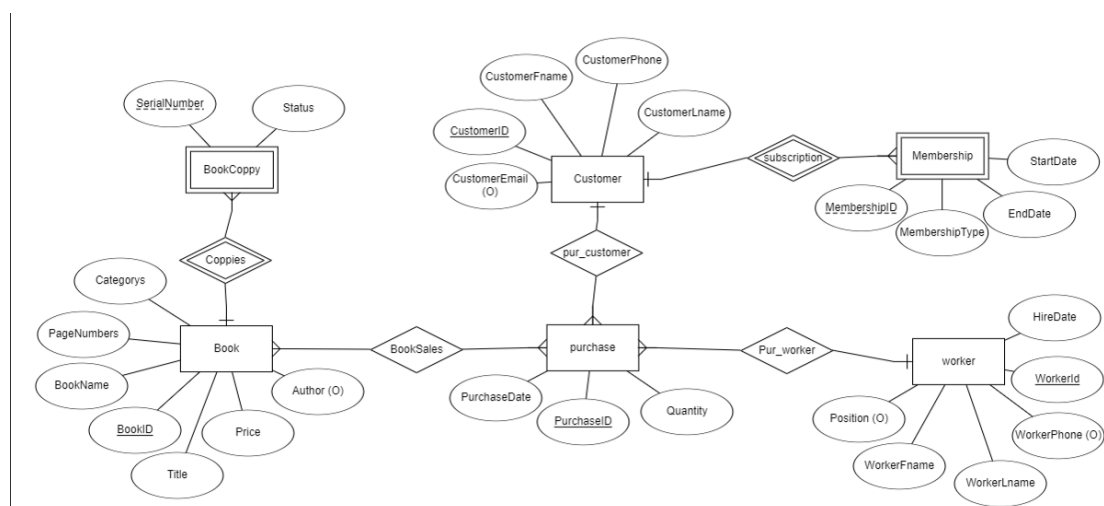 CustomerPhone
CustomerFname
SerialNumber
Status
CustomerLname
CustomerID
BookCoppy
Customer
subscription
Membership
StartDate
CustomerEmail
(O)
MembershipID
EndDate
MembershipType
Coppies
pur_customer
Categorys
HireDate
PageNumbers
Book
BookSales
purchase
Pur_worker
worker
WorkerId
BookName
Author (O)
PurchaseDate
Quantity
Position (O)
BookID
Price
PurchaseID
WorkerPhone (O)
WorkerFname
Title
WorkerLname